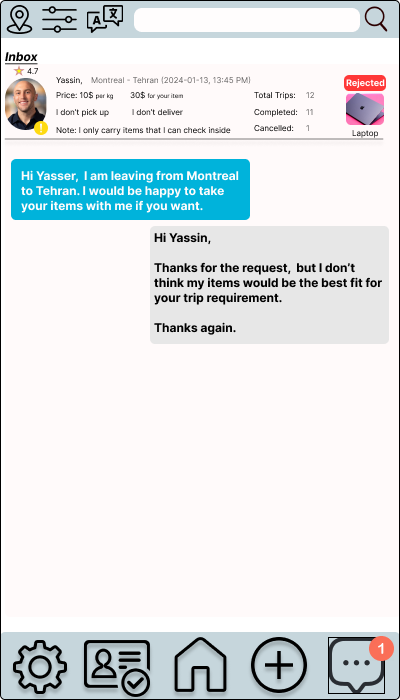 A 文
Inbox
4.7
Yassin, Montreal - Tehran (2024-01-13, 13:45 PM)
Price: 10$ per kg 30$ for your item
I don't pick up I don't deliver
Note: I only carry items that I can check inside
!
Total Trips: 12
Completed: 11
Cancelled: 1
Rejected
Laptop
Hi Yasser, I am leaving from Montreal
to Tehran. I would be happy to take
your items with me if you want.
Hi Yassin,
Thanks for the request, but I don't
think my items would be the best fit for
your trip requirement.
Thanks again.
1